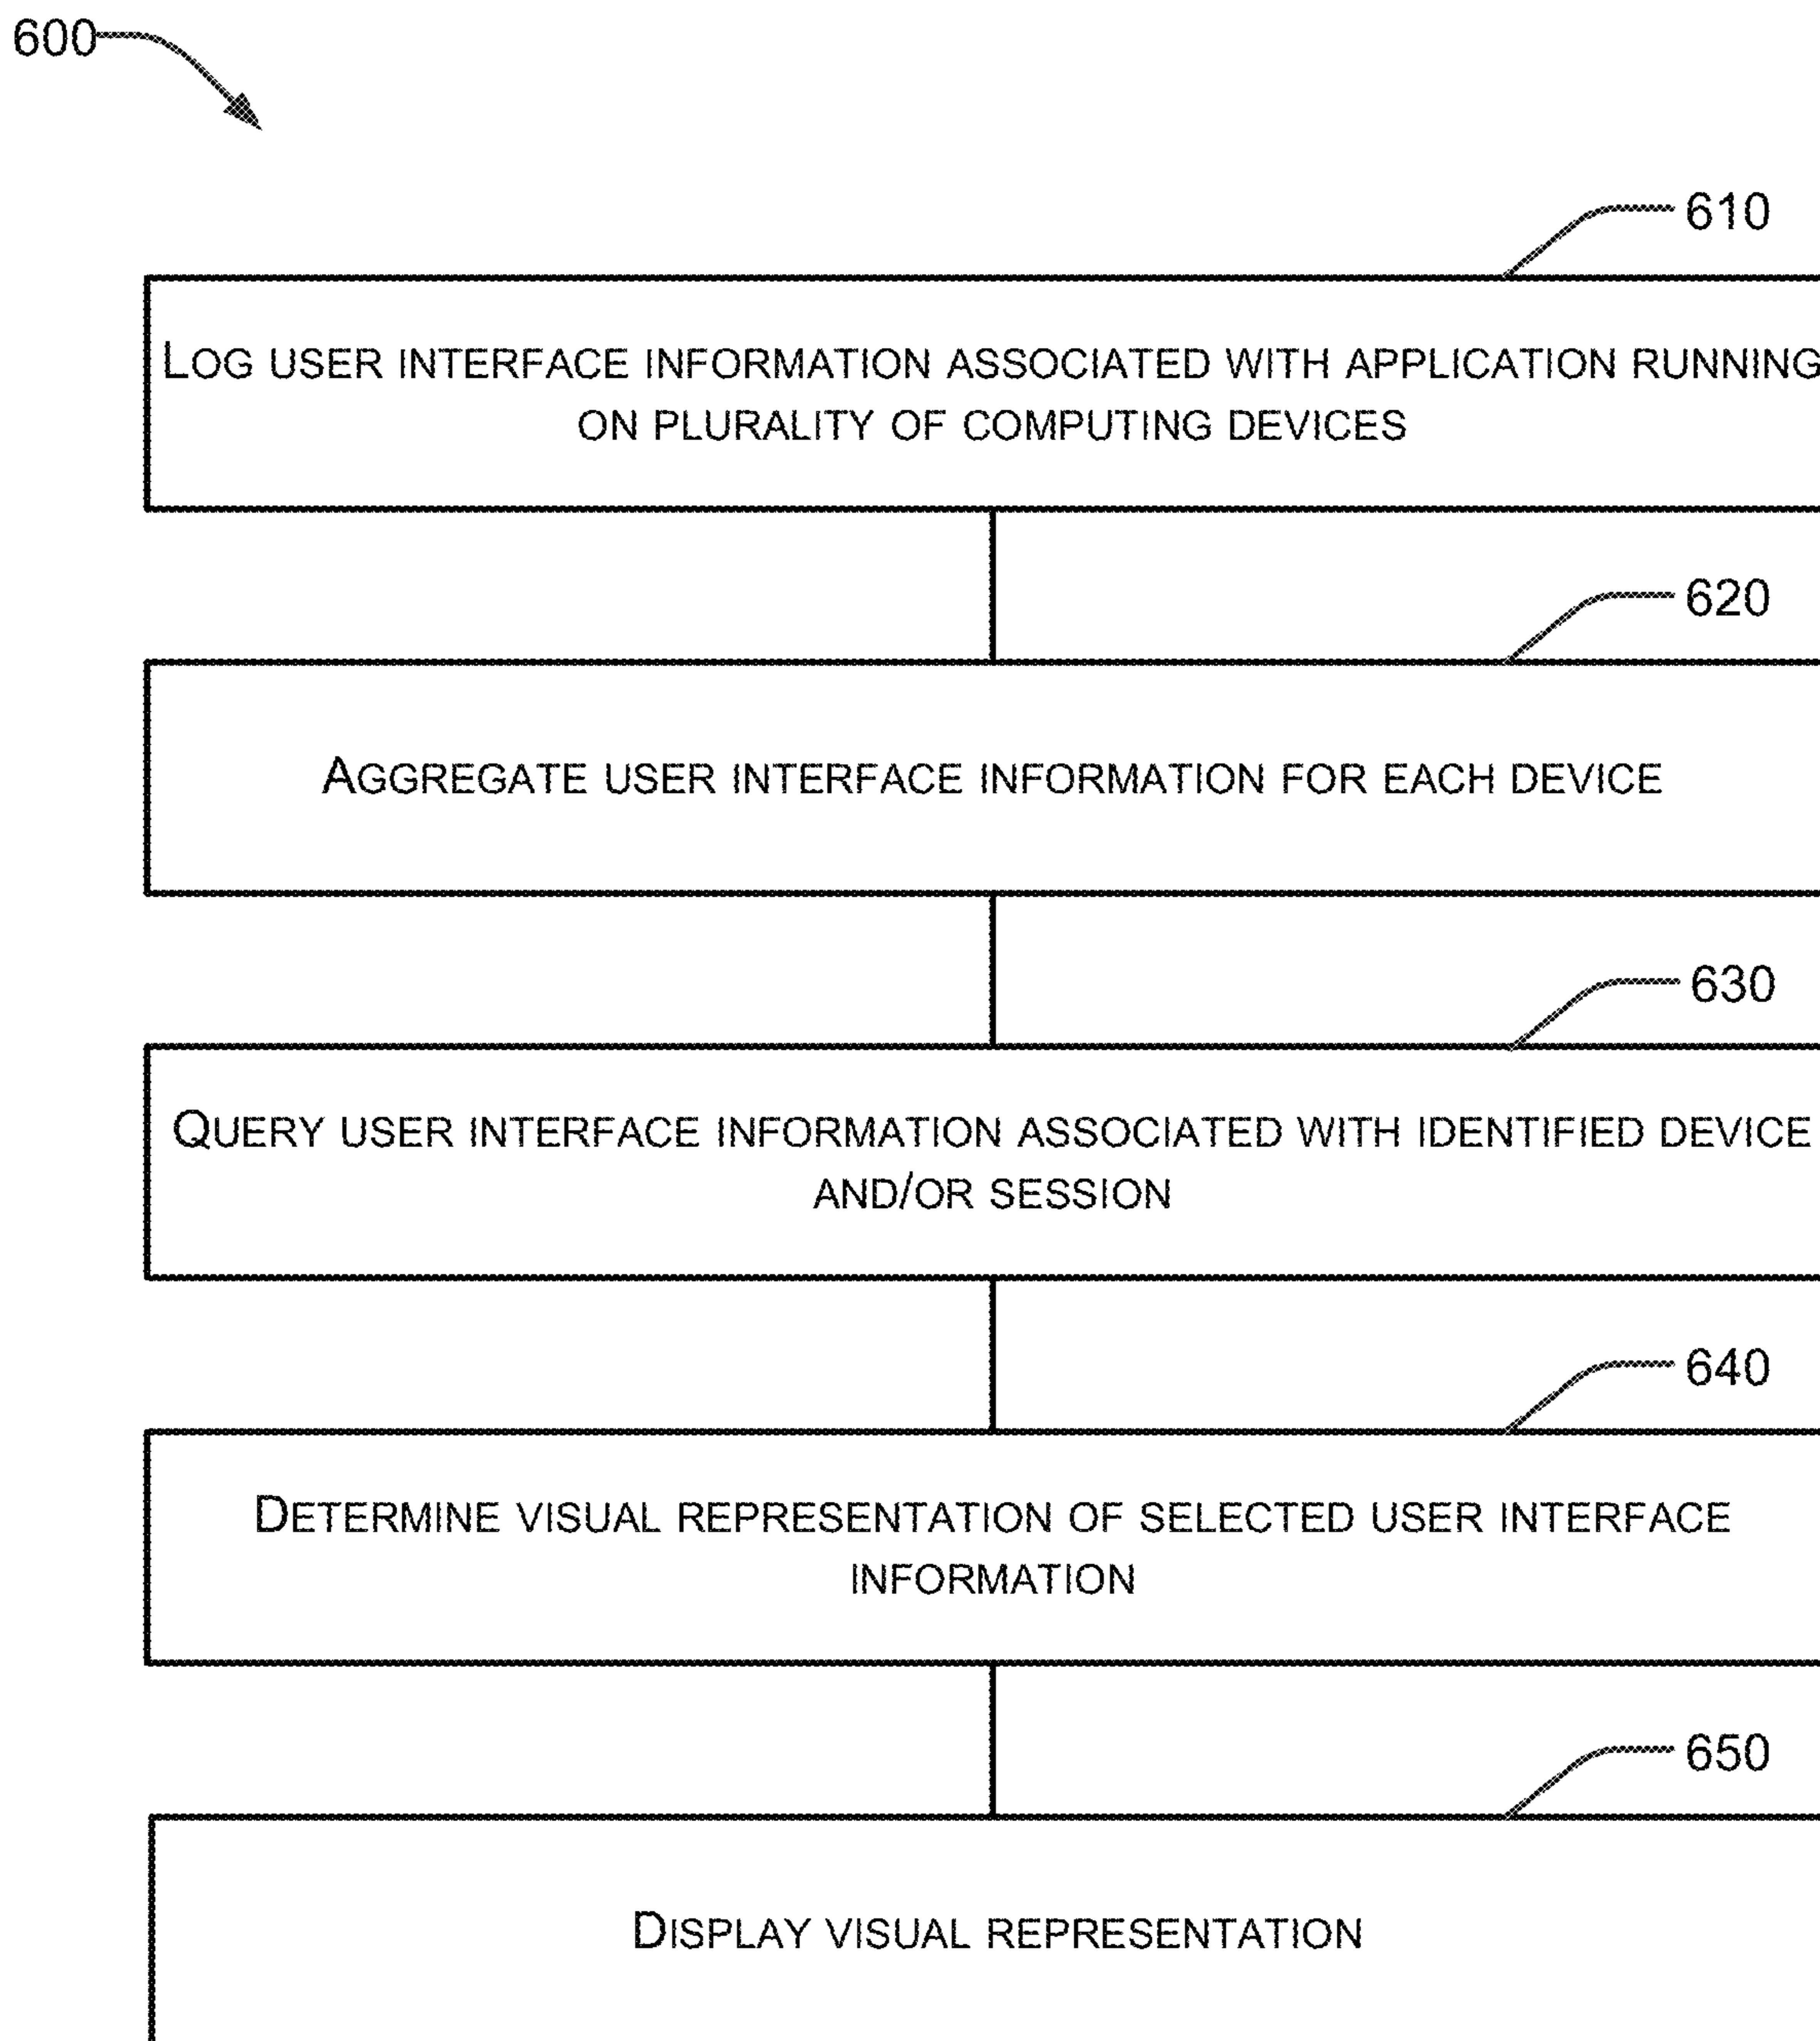 600
610
LOG USER INTERFACE INFORMATION ASSOCIATED WITH APPLICATION RUNNING
ON PLURALITY OF COMPUTING DEVICES
620
AGGREGATE USER INTERFACE INFORMATION FOR EACH DEVICE
630
QUERY USER INTERFACE INFORMATION ASSOCIATED WITH IDENTIFIED DEVICE
AND/OR SESSION
640
DETERMINE VISUAL REPRESENTATION OF SELECTED USER INTERFACE
INFORMATION
650
DISPLAY VISUAL REPRESENTATION